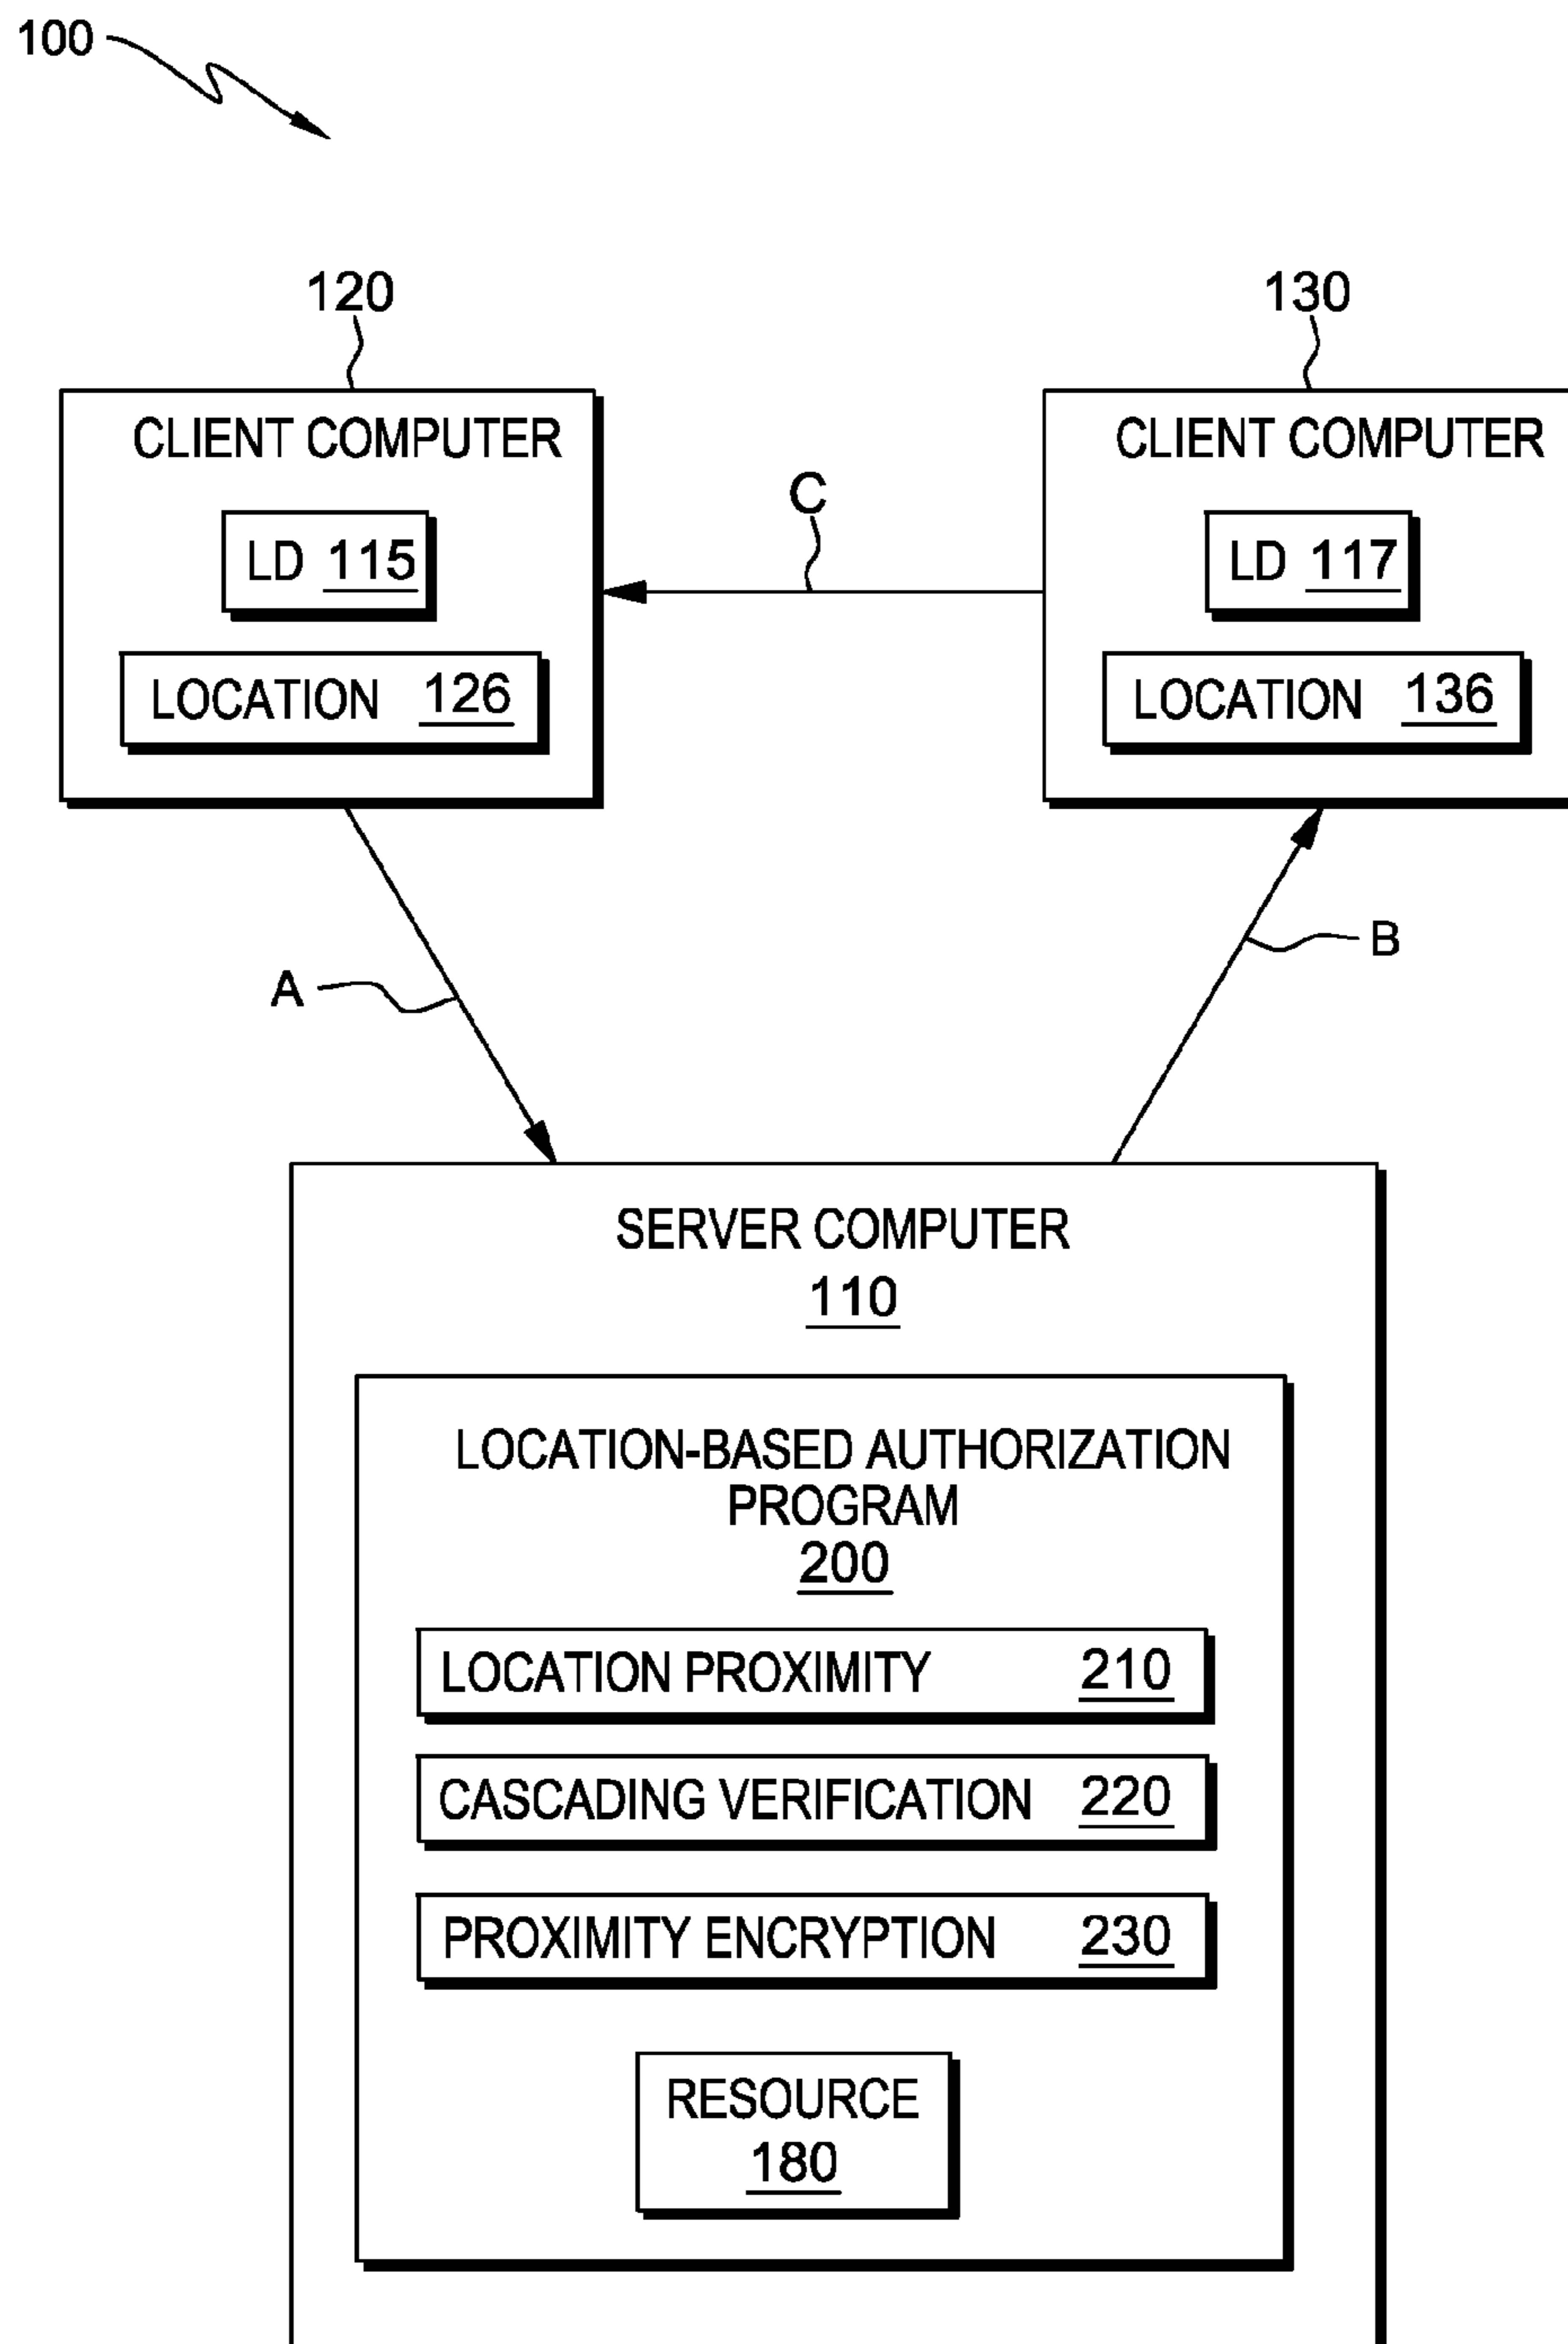 100
120
130
CLIENT COMPUTER
CLIENT COMPUTER
C
LD 115
LD 117
LOCATION 126
LOCATION 136
A
B
SERVER COMPUTER
110
LOCATION-BASED AUTHORIZATION
PROGRAM
200
LOCATION PROXIMITY 210
CASCADING VERIFICATION 220
PROXIMITY ENCRYPTION 230
RESOURCE
180